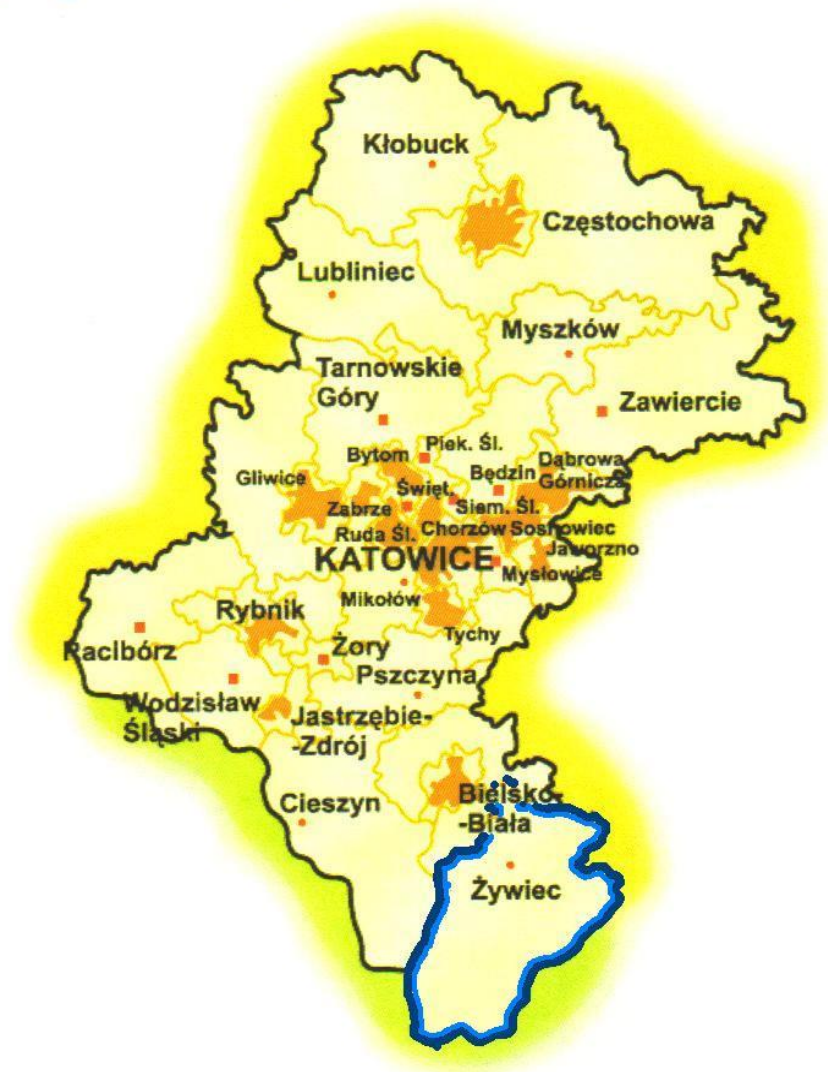 Kłobuck
Częstochowa
Lubliniec
Myszków
Tarnowskie
Góry
Zawiercie
Piek. Śl.
Bytom
Dąbrowa
Górnicza
Będzin
Gliwice
Święt.
Zabrze
Siem. Śl.
Ruda Śl.
Chorzów
Sosnowiec
KATOWICE
Jaworzno
Mysłowice
Mikołów
Rybnik
Tychy
Racibórz
Żory
Pszczyna
Wodzisław
Śląski
Jastrzębie-
-Zdrój
Cieszyn
Bielsko-
-Biała
Żywiec